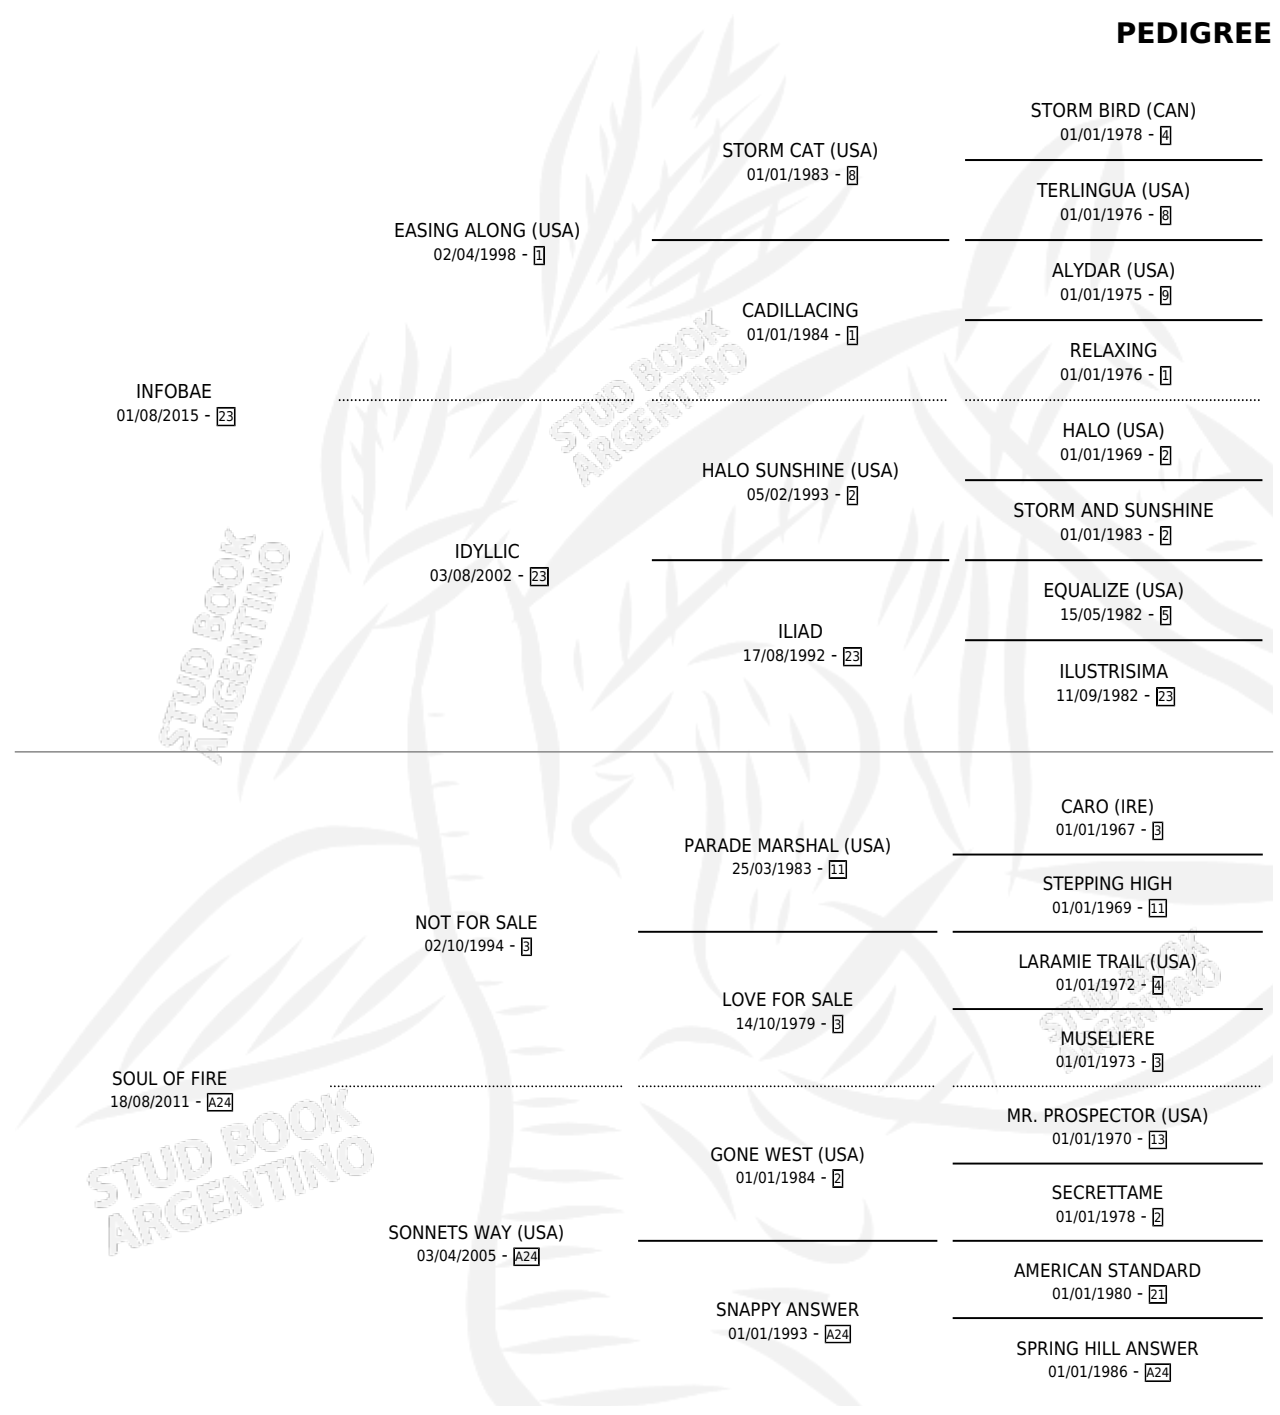 PEDIGREE
STORM BIRD (CAN)
01/01/1978 - 4
STORM CAT (USA)
01/01/1983 - 8
TERLINGUA (USA)
01/01/1976 - 8
EASING ALONG (USA)
02/04/1998 - 1
ALYDAR (USA)
01/01/1975 - 9
CADILLACING
01/01/1984 - 1
RELAXING
01/01/1976 - 1
INFOBAE
01/08/2015 - 23
HALO (USA)
01/01/1969 - 2
HALO SUNSHINE (USA)
05/02/1993 - 2
STORM AND SUNSHINE
01/01/1983 - 2
IDYLLIC
03/08/2002 - 23
EQUALIZE (USA)
15/05/1982 - 5
ILIAD
17/08/1992 - 23
ILUSTRISIMA
11/09/1982 - 23
STUD BOOK
ARGENTINO
STUD BOOK
ARGENTINO
CARO (IRE)
01/01/1967 - 3
PARADE MARSHAL (USA)
25/03/1983 - 11
STEPPING HIGH
01/01/1969 - 11
NOT FOR SALE
02/10/1994 - 3
LARAMIE TRAIL (USA)
01/01/1972 - 4
LOVE FOR SALE
14/10/1979 - 3
MUSELIERE
01/01/1973 - 3
SOUL OF FIRE
18/08/2011 - A24
MR. PROSPECTOR (USA)
01/01/1970 - 13
GONE WEST (USA)
01/01/1984 - 2
SECRETTAME
01/01/1978 - 2
SONNETS WAY (USA)
03/04/2005 - A24
AMERICAN STANDARD
01/01/1980 - 21
SNAPPY ANSWER
01/01/1993 - A24
SPRING HILL ANSWER
01/01/1986 - A24
STUD BOOK
ARGENTINO
STUD BOOK
ARGENTINO